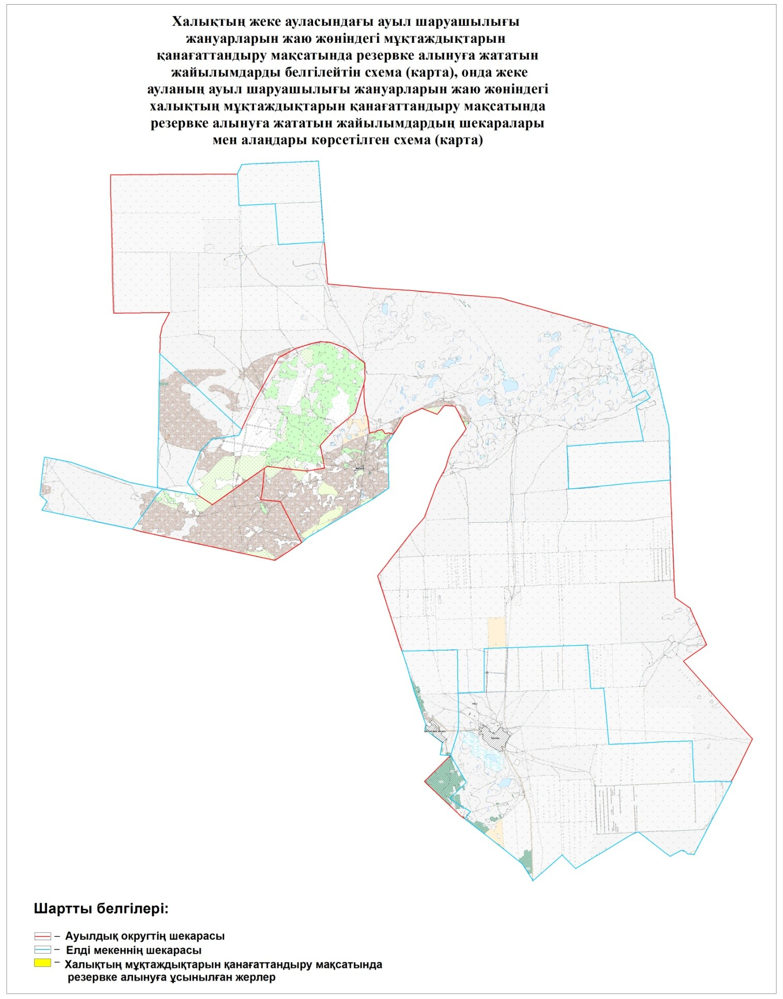 Халықтың жеке ауласындағы ауыл шаруашылығы
жануарларын жаю жөніндегі мұқтаждықтарын
қанағаттандыру мақсатында резервке алынуға жататын
жайылымдарды белгілейтін схема (карта), онда жеке
ауланың ауыл шаруашылығы жануарларын жаю жөніндегі
халықтың мұқтаждықтарын қанағаттандыру мақсатында
резервке алынуға жататын жайылымдардың шекаралары
мен алаңдары көрсетілген схема (карта)
Шартты белгілері:
– Ауылдық округтің шекарасы
– Елді мекеннің шекарасы
– Халықтың мұқтаждықтарын қанағаттандыру мақсатында
резервке алынуға ұсынылған жерлер